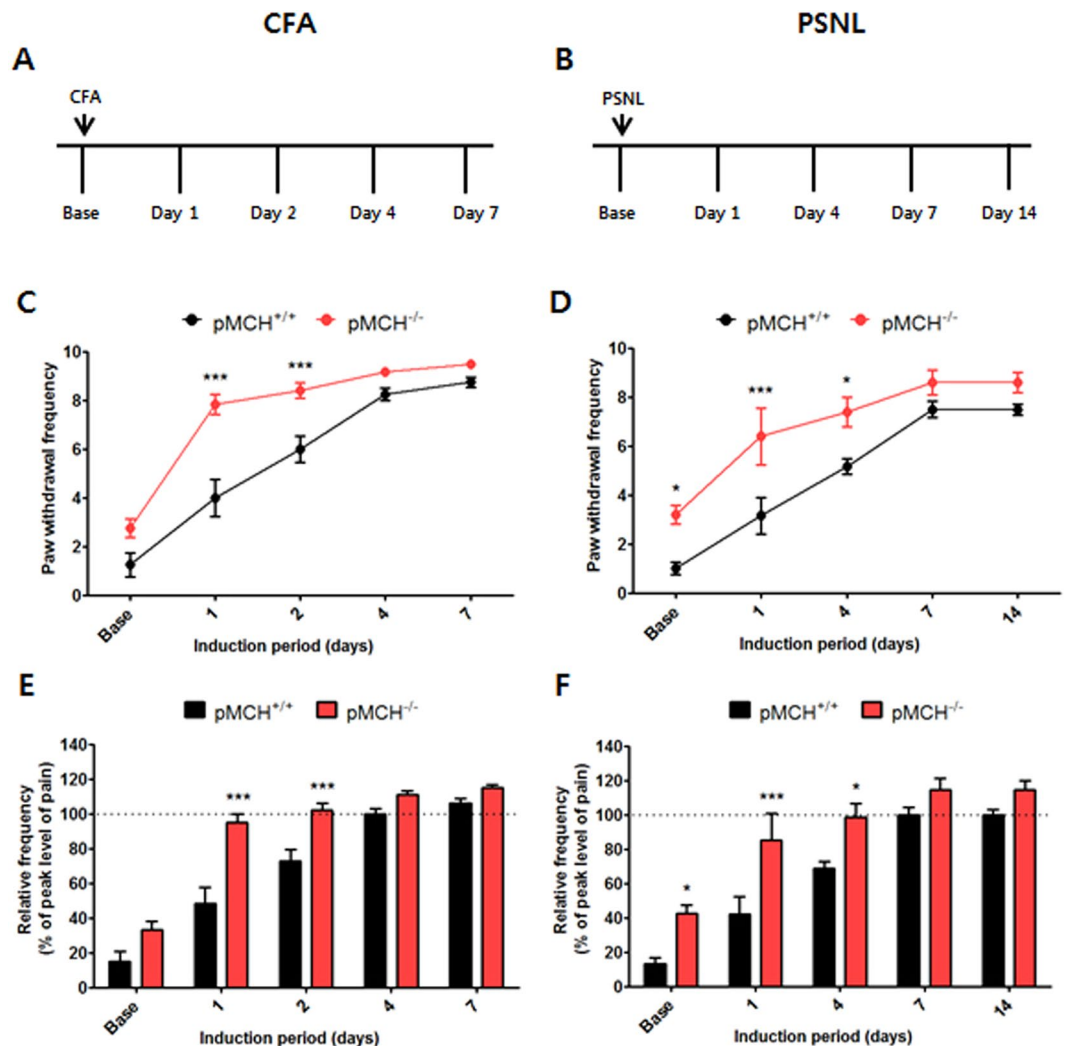 CFA
PSNL
A
B
CFA
PSNL
Base Day 1 Day 2 Day 4 Day 7
Base Day 1 Day 4 Day 7 Day 14
C
pMCH+/+ pMCH-/-
Paw withdrawal frequency
10
8
6
4
2
0
***
***
Base 1 2 4 7
Induction period (days)
D
pMCH+/+ pMCH-/-
Paw withdrawal frequency
10
8
6
4
2
0
*
***
*
Base 1 4 7 14
Induction period (days)
E
pMCH+/+ pMCH-/-
Relative frequency
(% of peak level of pain)
140
120
100
80
60
40
20
0
***
***
Base 1 2 4 7
Induction period (days)
F
pMCH+/+ pMCH-/-
Relative frequency
(% of peak level of pain)
140
120
100
80
60
40
20
0
*
***
*
Base 1 4 7 14
Induction period (days)